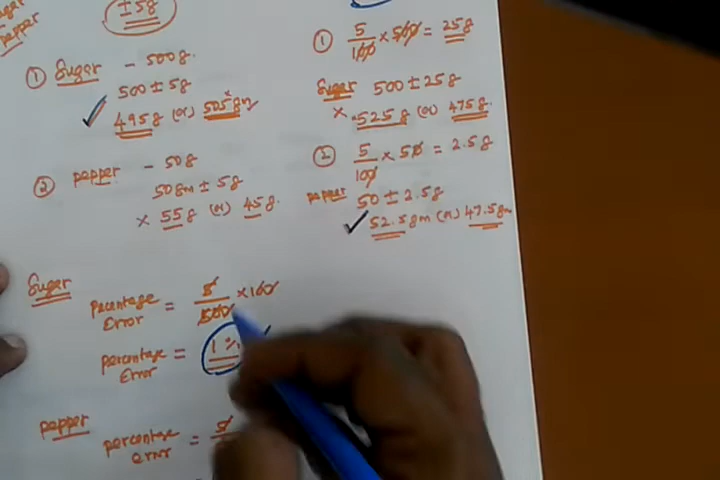 sugar
pepper
±5g
① Sugar - 500g.
500 ± 5g
495g (or) 505gm
② pepper - 50g
50gm ± 5g
× 55g (or) 45g.
① 5/100 × 500 = 25g
Sugar 500 ± 25g
× 525g (or) 475g.
② 5/100 × 50 = 2.5g
pepper 50 ± 2.5g
52.5gm (or) 47.5gm
Sugar
Pecentage Error = 5/500 × 100
percentage Error = 1%
pepper
percentage error = 5